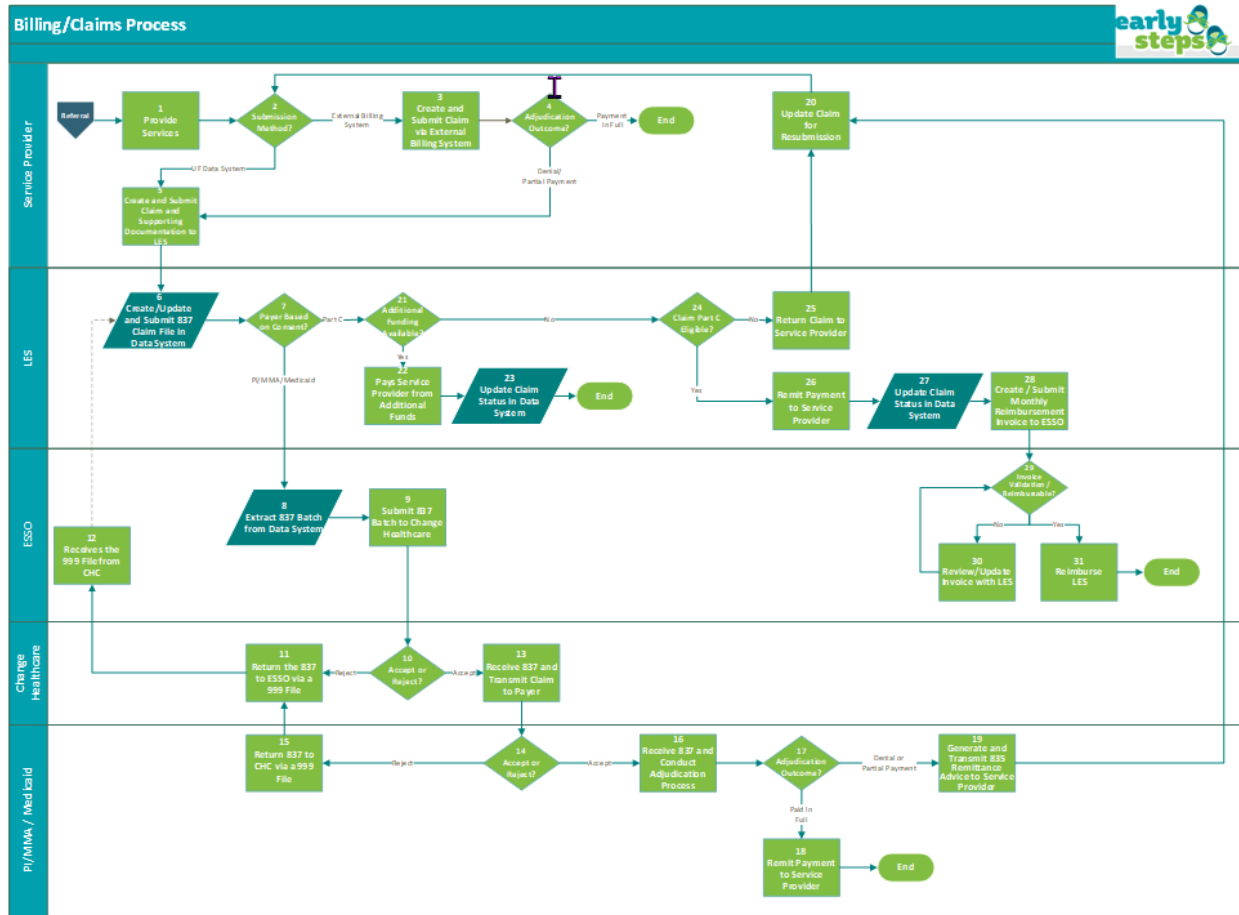 Billing/Claims Process
early
steps
Service Provider
Referral
1
Provide
Services
2
Submission
Method?
External Billing
System
3
Create and
Submit Claim
via External
Billing System
4
Adjudication
Outcome?
Payment
In Full
End
20
Update Claim
for
Resubmission
UF Data System
Denial/
Partial Payment
5
Create and Submit
Claim and
Supporting
Documentation to
LES
LES
6
Create/Update
and Submit 837
Claim File in
Data System
7
Payer Based
on Consent?
Part C
21
Additional
Funding
Available?
No
24
Claim Part C
Eligible?
No
25
Return Claim to
Service Provider
PI/MMA/Medicaid
Yes
22
Pays Service
Provider from
Additional
Funds
23
Update Claim
Status in Data
System
End
Yes
26
Remit Payment
to Service
Provider
27
Update Claim
Status in Data
System
28
Create / Submit
Monthly
Reimbursement
Invoice to ESSO
ESSO
8
Extract 837 Batch
from Data System
9
Submit 837
Batch to Change
Healthcare
29
Invoice
Validation /
Reimbursable?
No
Yes
12
Receives the
999 File from
CHC
30
Review/Update
Invoice with LES
31
Reimburse
LES
End
Change
Healthcare
11
Return the 837
to ESSO via a
999 File
Reject
10
Accept or
Reject?
Accept
13
Receive 837 and
Transmit Claim
to Payer
PI/MMA / Medicaid
15
Return 837 to
CHC via a 999
File
Reject
14
Accept or
Reject?
Accept
16
Receive 837 and
Conduct
Adjudication
Process
17
Adjudication
Outcome?
Denial or
Partial Payment
19
Generate and
Transmit 835
Remittance
Advice to Service
Provider
Paid In
Full
18
Remit Payment
to Service
Provider
End